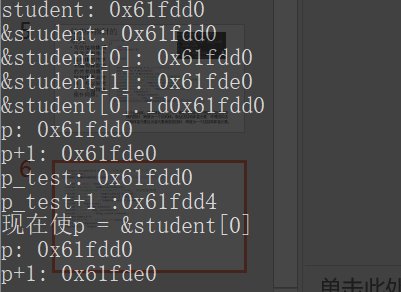 student: 0x61fdd0
&student: 0x61fdd0
&student[0]: 0x61fdd0
&student[1]: 0x61fde0
&student[0].id0x61fdd0
p: 0x61fdd0
p+1: 0x61fde0
p_test: 0x61fdd0
p_test+1 :0x61fdd4
现在使p = &student[0]
p: 0x61fdd0
p+1: 0x61fde0
单击此处